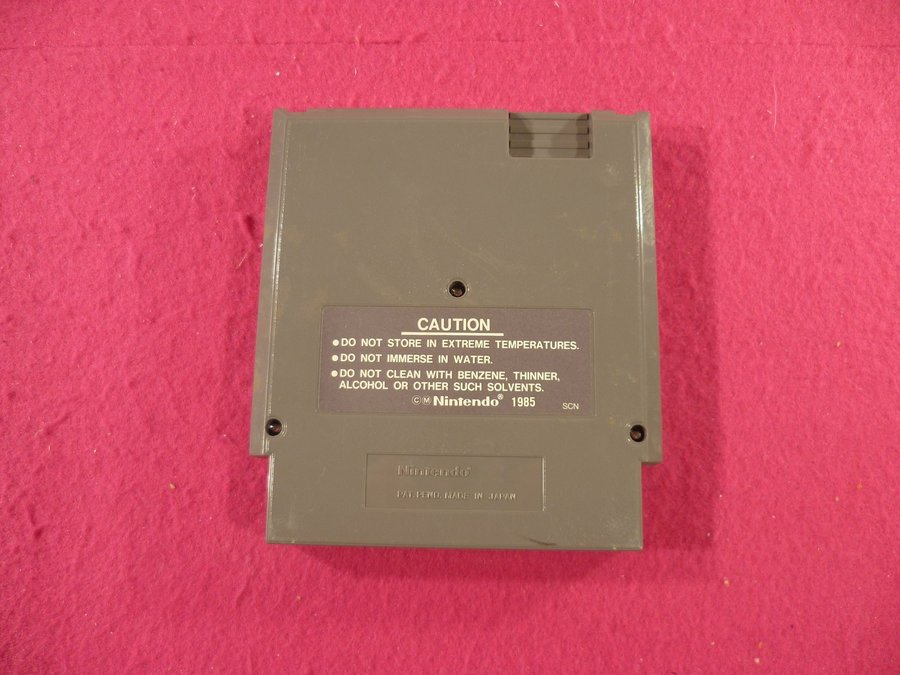 CAUTION
●DO NOT STORE IN EXTREME TEMPERATURES.
●DO NOT IMMERSE IN WATER.
●DO NOT CLEAN WITH BENZENE, THINNER,
ALCOHOL OR OTHER SUCH SOLVENTS.
ⒸⓂ Nintendo® 1985
SCN
Nintendo®
PAT. PEND. MADE IN JAPAN